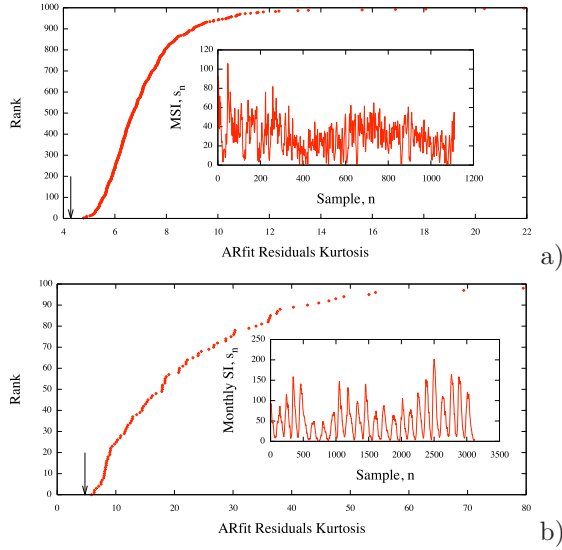 1000
900
800
700
600
500
400
300
200
100
0
Rank
4 6 8 10 12 14 16 18 20 22
ARfit Residuals Kurtosis
120
100
80
60
40
20
0
MSI, sn
0 200 400 600 800 1000 1200
Sample, n
a)
100
90
80
70
60
50
40
30
20
10
0
Rank
0 10 20 30 40 50 60 70 80
ARfit Residuals Kurtosis
250
200
150
100
50
0
Monthly SI, sn
0 500 1000 1500 2000 2500 3000 3500
Sample, n
b)